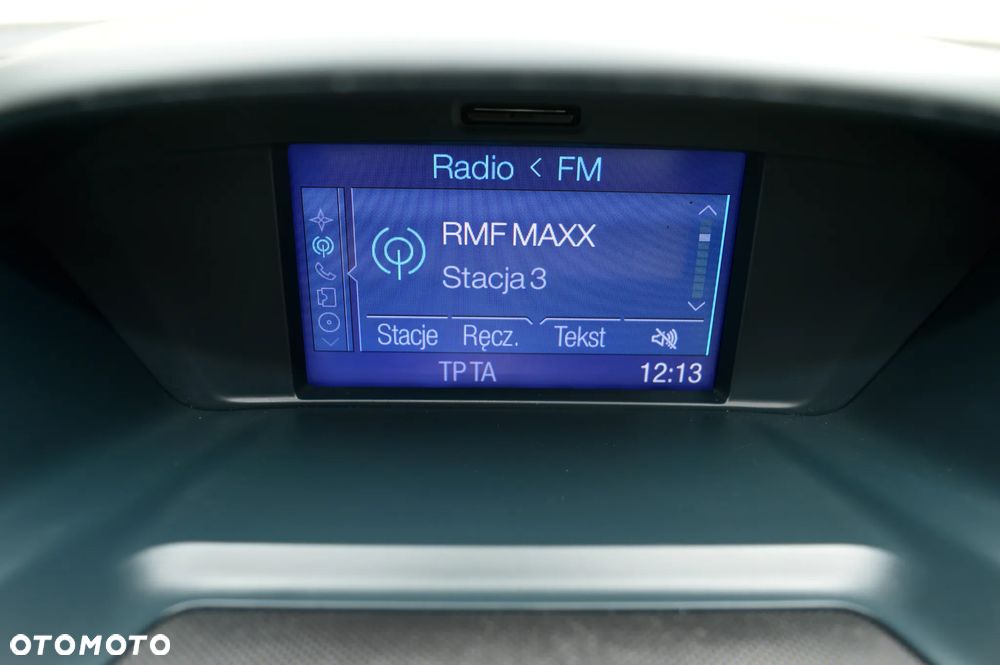 Radio < FM
RMF MAXX
Stacja 3
Stacje Ręcz. Tekst
TP TA 12:13
OTOMOTO